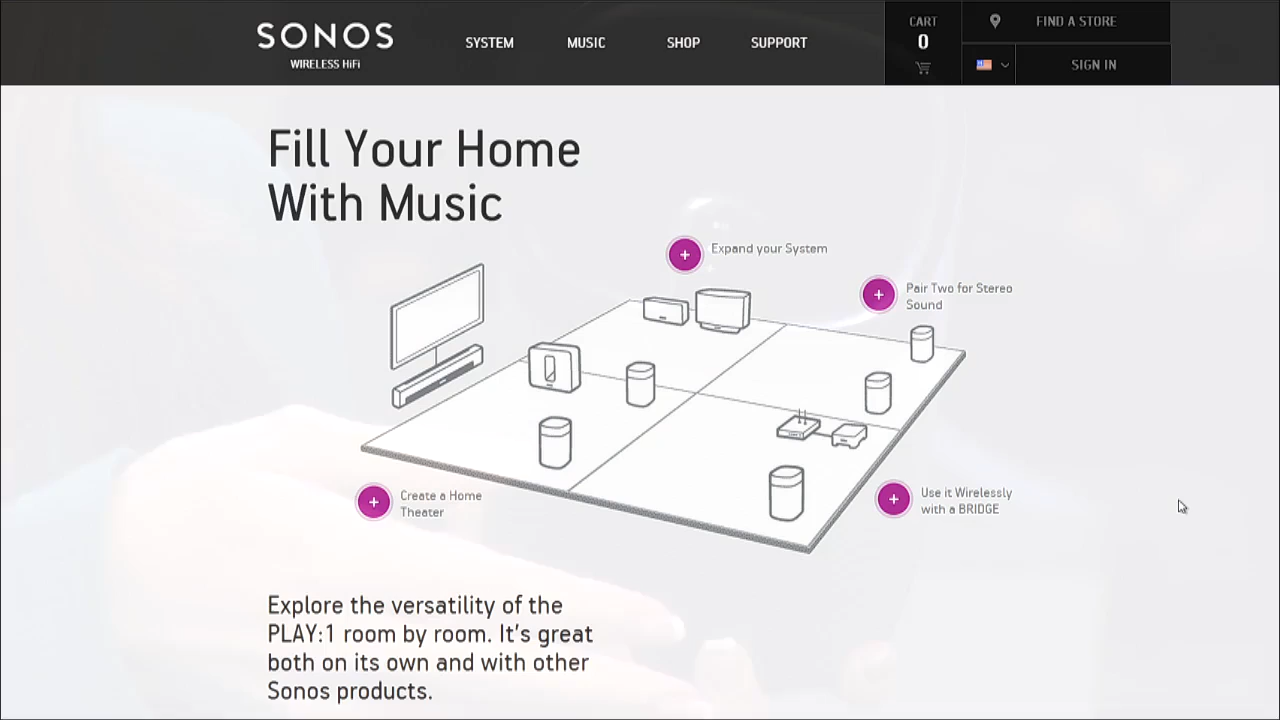 SONOS
WIRELESS HiFi
SYSTEM
MUSIC
SHOP
SUPPORT
CART
0
FIND A STORE
SIGN IN
Fill Your Home
With Music
Expand your System
Pair Two for Stereo
Sound
Create a Home
Theater
Use it Wirelessly
with a BRIDGE
Explore the versatility of the
PLAY:1 room by room. It's great
both on its own and with other
Sonos products.